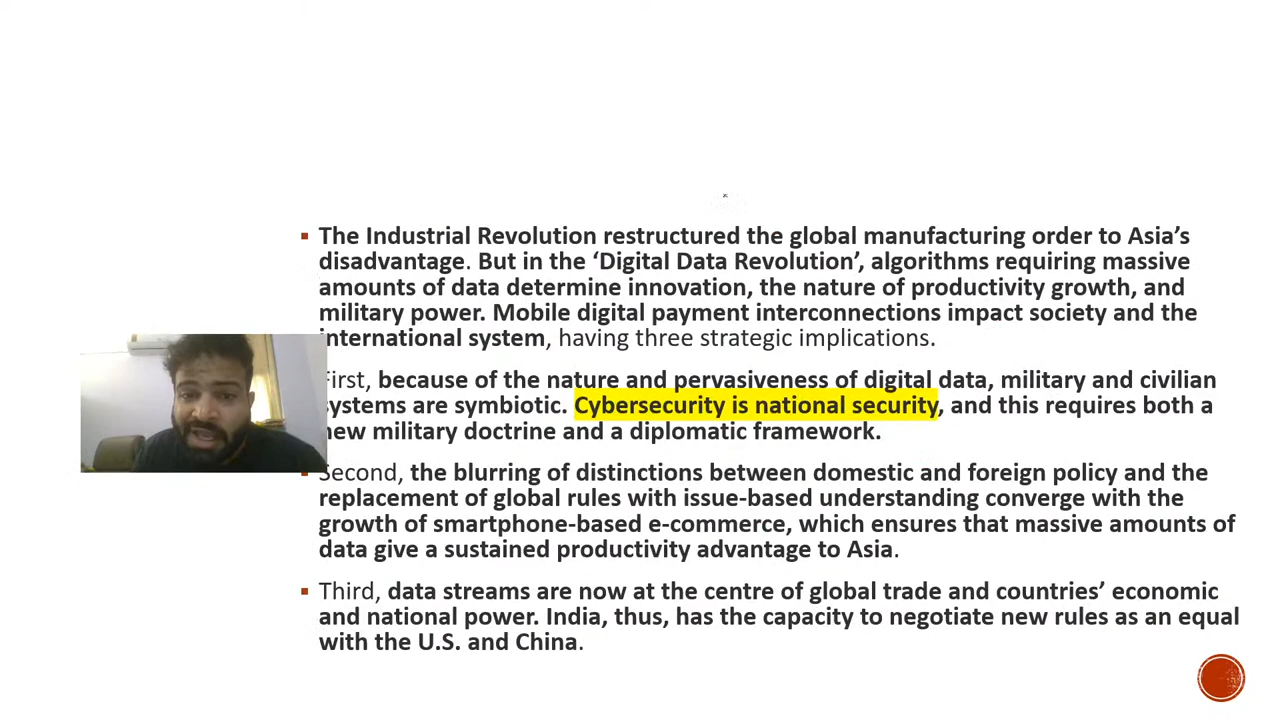 The Industrial Revolution restructured the global manufacturing order to Asia's
disadvantage. But in the ‘Digital Data Revolution’, algorithms requiring massive
amounts of data determine innovation, the nature of productivity growth, and
military power. Mobile digital payment interconnections impact society and the
international system, having three strategic implications.
First, because of the nature and pervasiveness of digital data, military and civilian
systems are symbiotic. Cybersecurity is national security, and this requires both a
new military doctrine and a diplomatic framework.
Second, the blurring of distinctions between domestic and foreign policy and the
replacement of global rules with issue-based understanding converge with the
growth of smartphone-based e-commerce, which ensures that massive amounts of
data give a sustained productivity advantage to Asia.
Third, data streams are now at the centre of global trade and countries’ economic
and national power. India, thus, has the capacity to negotiate new rules as an equal
with the U.S. and China.